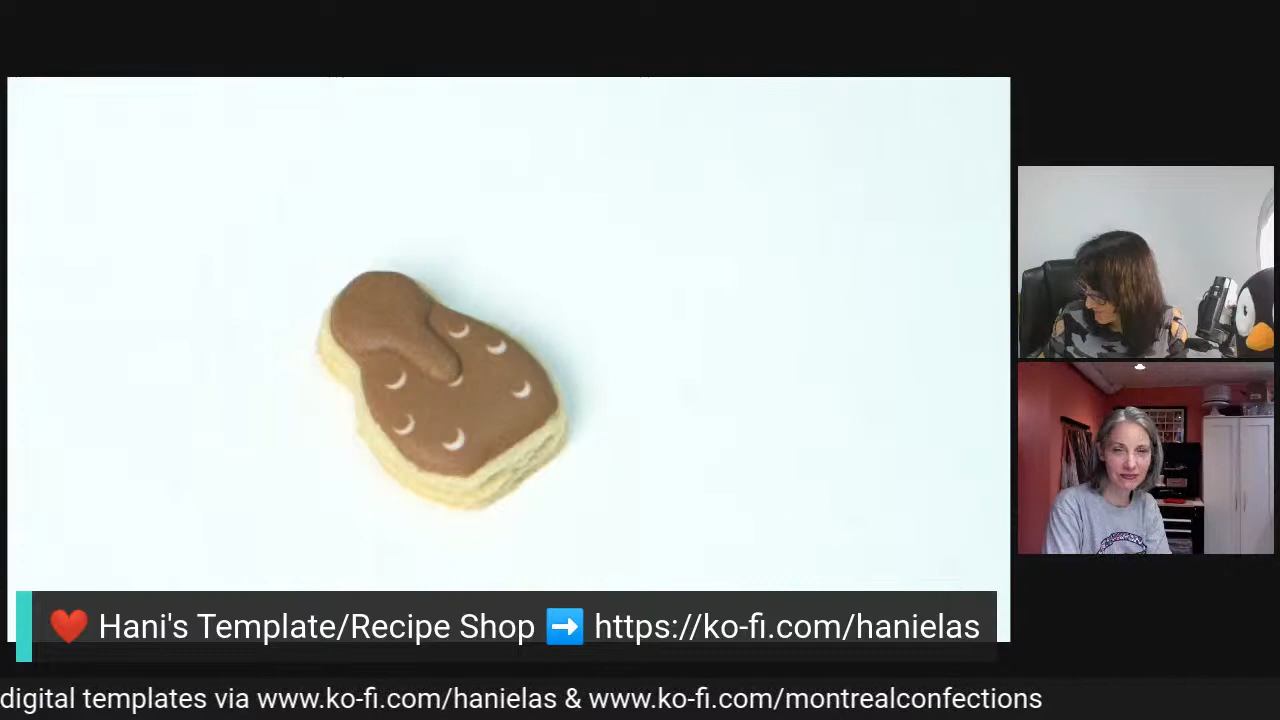 ❤️ Hani's Template/Recipe Shop ➡️ https://ko-fi.com/hanielas
digital templates via www.ko-fi.com/hanielas & www.ko-fi.com/montrealconfections